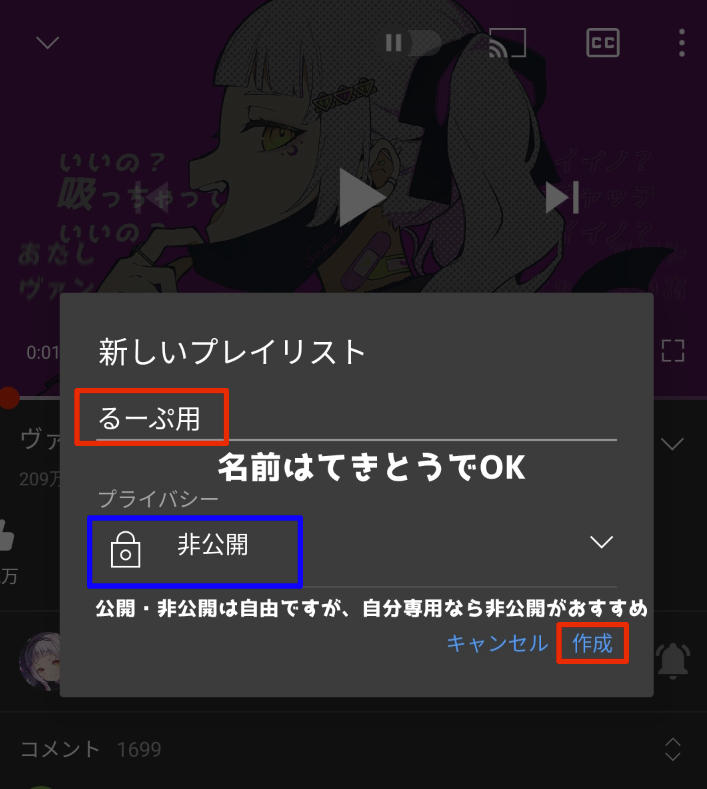 CC
いいの?
吸っちゃって
いいの
あたし
ヴァン
イイノ?
ャッテ
イイノ?
0:01
新しいプレイリスト
るーぷ用
名前はてきとうでOK
ヴァ
209万
プライバシー
非公開
万
公開・非公開は自由ですが、自分専用なら非公開がおすすめ
キャンセル 作成
コメント 1699